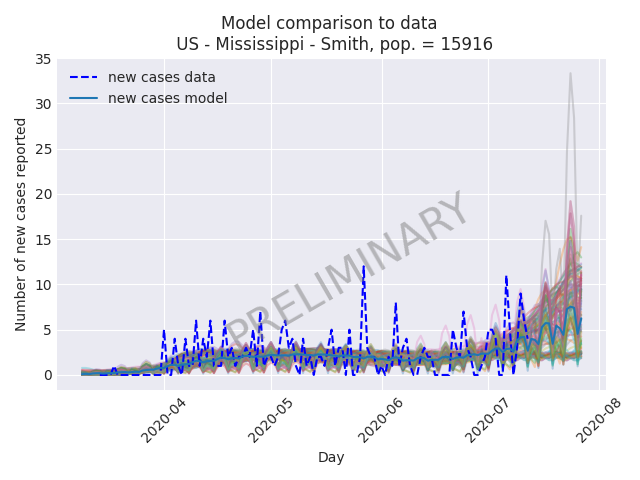 Model comparison to data
US - Mississippi - Smith, pop. = 15916
new cases data
new cases model
Number of new cases reported
35
30
25
20
15
10
5
0
PRELIMINARY
2020-04
2020-05
2020-06
2020-07
2020-08
Day